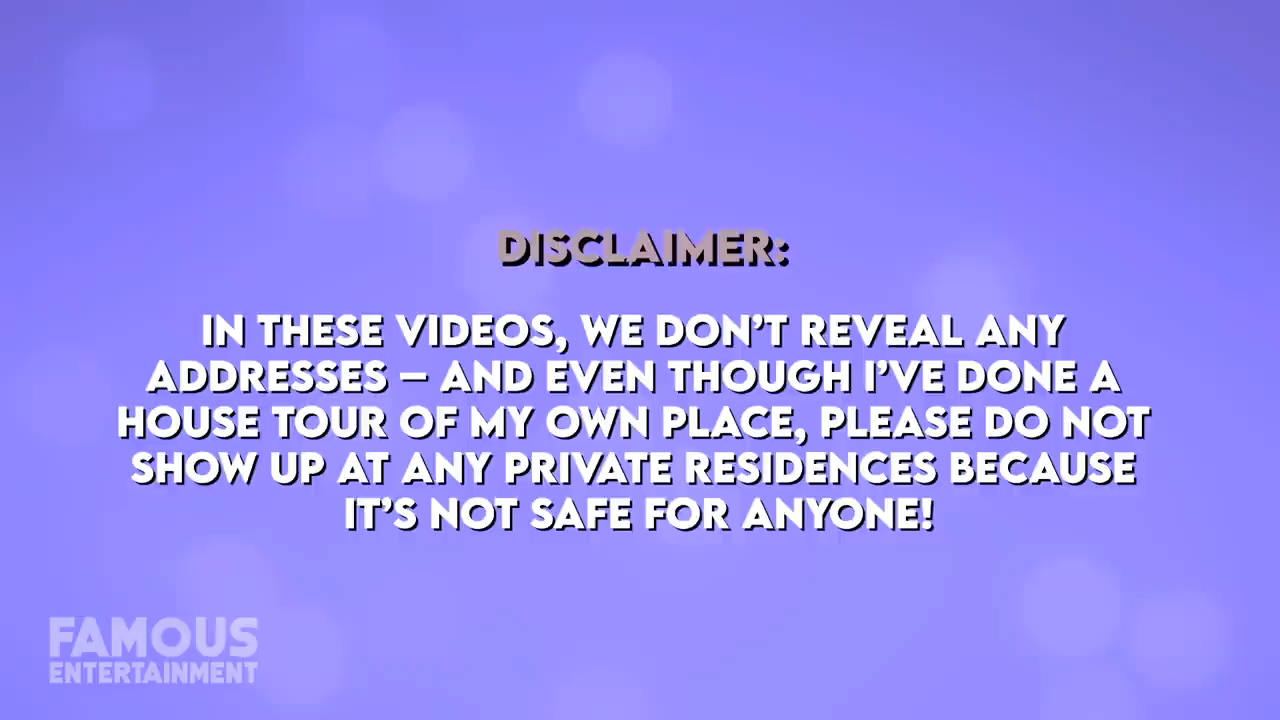 DISCLAIMER:
IN THESE VIDEOS, WE DON'T REVEAL ANY
ADDRESSES – AND EVEN THOUGH I'VE DONE A
HOUSE TOUR OF MY OWN PLACE, PLEASE DO NOT
SHOW UP AT ANY PRIVATE RESIDENCES BECAUSE
IT'S NOT SAFE FOR ANYONE!
FAMOUS
ENTERTAINMENT